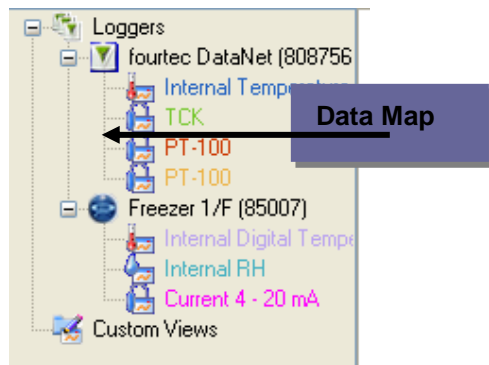 Loggers
fourtec DataNet (808756
Internal Temperature
TCK
Data Map
PT-100
PT-100
Freezer 1/F (85007)
Internal Digital Tempe
Internal RH
Current 4 - 20 mA
Custom Views